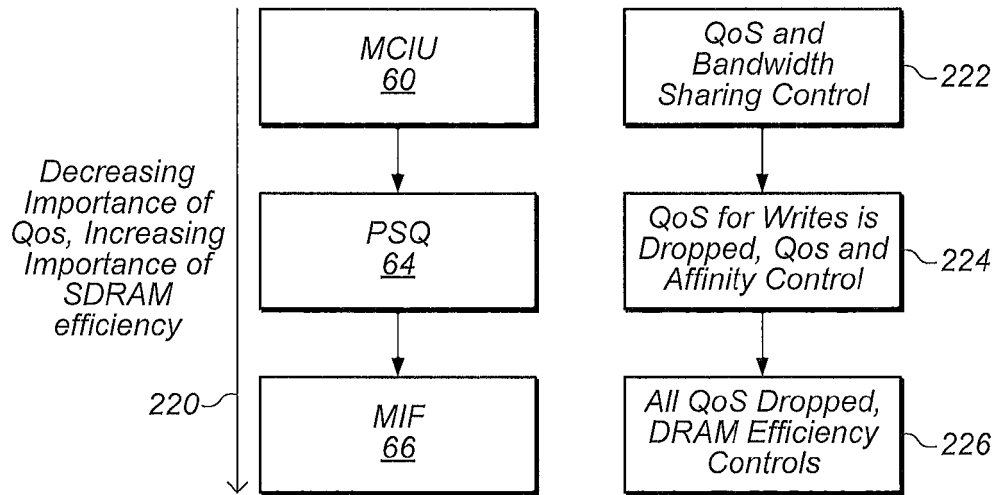 MCIU
60
QoS and
Bandwidth
Sharing Control
222
Decreasing
Importance of
Qos, Increasing
Importance of
SDRAM
efficiency
220
PSQ
64
QoS for Writes is
Dropped, Qos and
Affinity Control
224
MIF
66
All QoS Dropped,
DRAM Efficiency
Controls
226